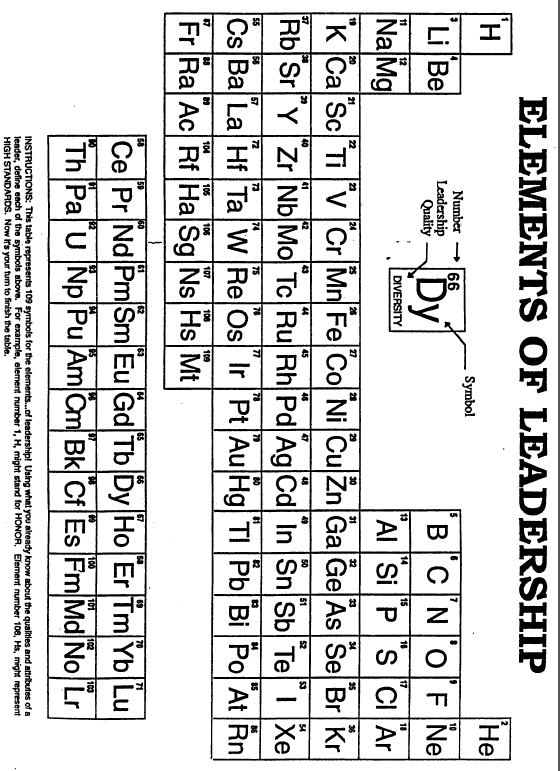 ELEMENTS OF LEADERSHIP
Number
Leadership
Quality
66
Dy
DIVERSITY
Symbol
1 H 2 He
3 Li 4 Be 5 B 6 C 7 N 8 O 9 F 10 Ne
11 Na 12 Mg 13 Al 14 Si 15 P 16 S 17 Cl 18 Ar
19 K 20 Ca 21 Sc 22 Ti 23 V 24 Cr 25 Mn 26 Fe 27 Co 28 Ni 29 Cu 30 Zn 31 Ga 32 Ge 33 As 34 Se 35 Br 36 Kr
37 Rb 38 Sr 39 Y 40 Zr 41 Nb 42 Mo 43 Tc 44 Ru 45 Rh 46 Pd 47 Ag 48 Cd 49 In 50 Sn 51 Sb 52 Te 53 I 54 Xe
55 Cs 56 Ba 57 La 72 Hf 73 Ta 74 W 75 Re 76 Os 77 Ir 78 Pt 79 Au 80 Hg 81 Tl 82 Pb 83 Bi 84 Po 85 At 86 Rn
87 Fr 88 Ra 89 Ac 104 Rf 105 Ha 106 Sg 107 Ns 108 Hs 109 Mt
58 Ce 59 Pr 60 Nd 61 Pm 62 Sm 63 Eu 64 Gd 65 Tb 66 Dy 67 Ho 68 Er 69 Tm 70 Yb 71 Lu
90 Th 91 Pa 92 U 93 Np 94 Pu 95 Am 96 Cm 97 Bk 98 Cf 99 Es 100 Fm 101 Md 102 No 103 Lr
INSTRUCTIONS: This table represents 109 symbols for the elements...of leadership! Using what you already know about the qualities and attributes of a
leader, define each of the symbols above. For example, element number 1, H, might stand for HONOR. Element number 108, Hs, might represent
HIGH STANDARDS. Now it's your turn to finish the table.